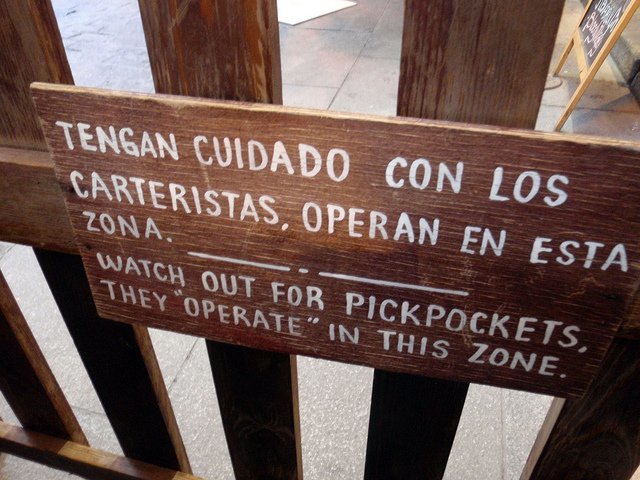 TENGAN CUIDADO CON LOS
CARTERISTAS. OPERAN EN ESTA
ZONA.
WATCH OUT FOR PICKPOCKETS.
THEY "OPERATE" IN THIS ZONE.